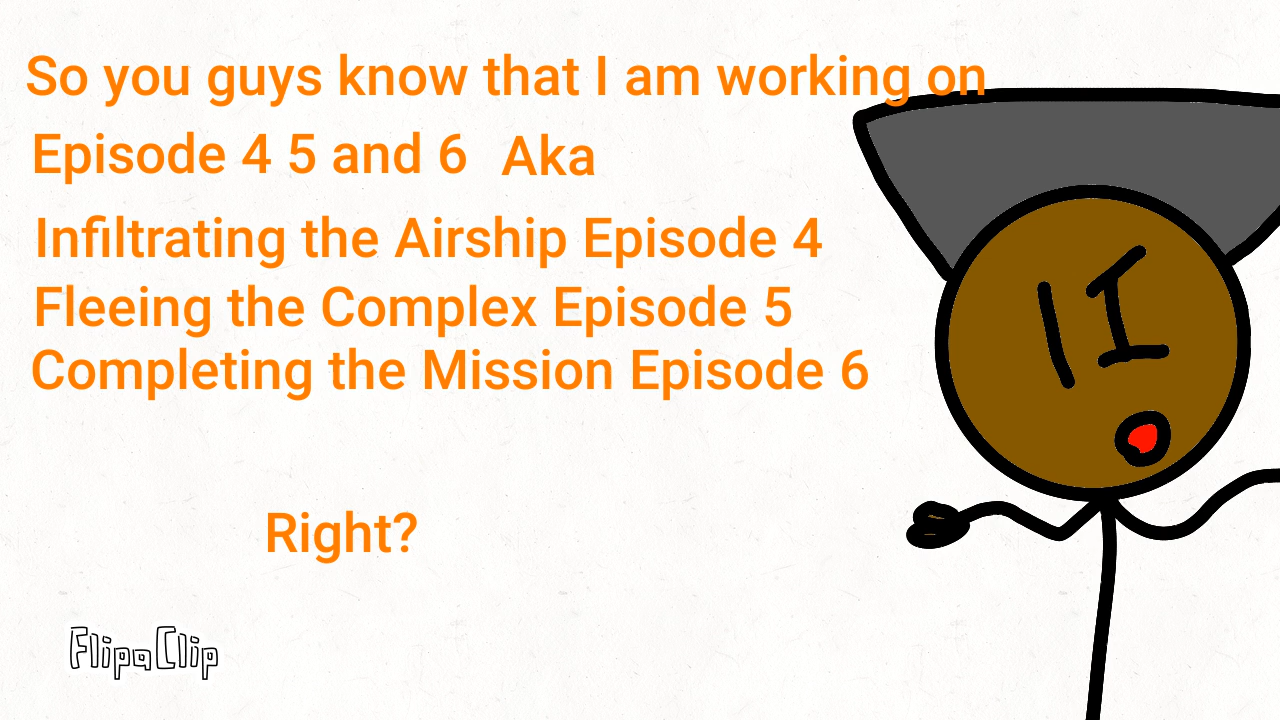 So you guys know that I am working on
Episode 4 5 and 6 Aka
Infiltrating the Airship Episode 4
Fleeing the Complex Episode 5
Completing the Mission Episode 6
Right?
FlipaClip